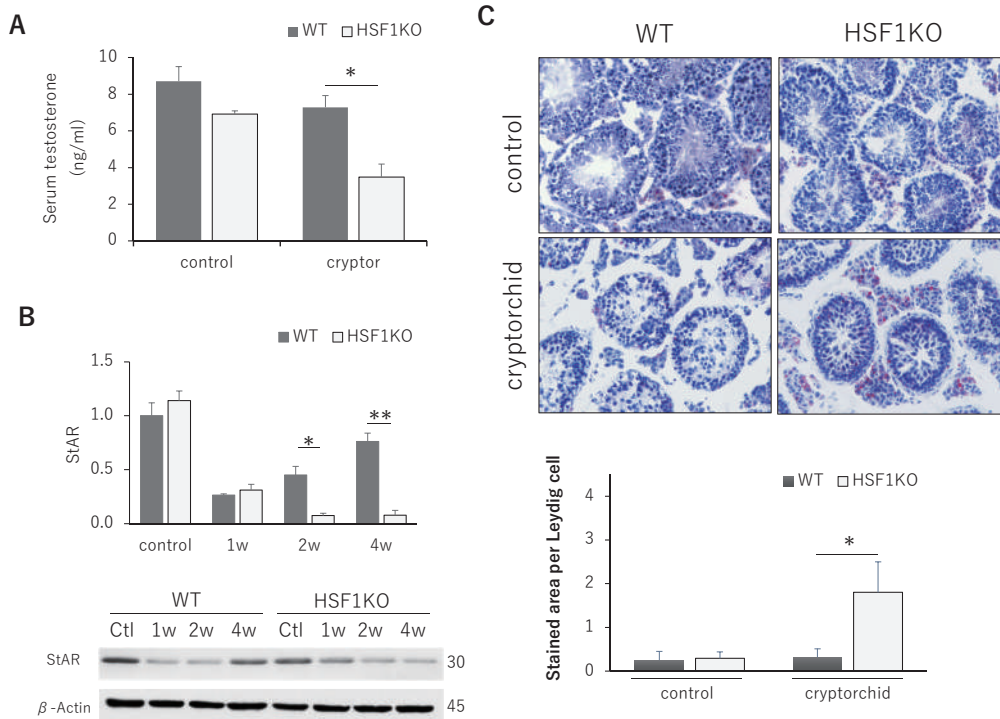 A
WT HSF1KO
Serum testosterone
(ng/ml)
10
8
6
4
2
0
*
control cryptor
B
WT HSF1KO
StAR
1.5
1.0
0.5
0.0
* **
control 1w 2w 4w
WT HSF1KO
Ctl 1w 2w 4w Ctl 1w 2w 4w
StAR 30
β-Actin 45
C
WT HSF1KO
control
cryptorchid
WT HSF1KO
Stained area per Leydig cell
4
3
2
1
0
*
control cryptorchid